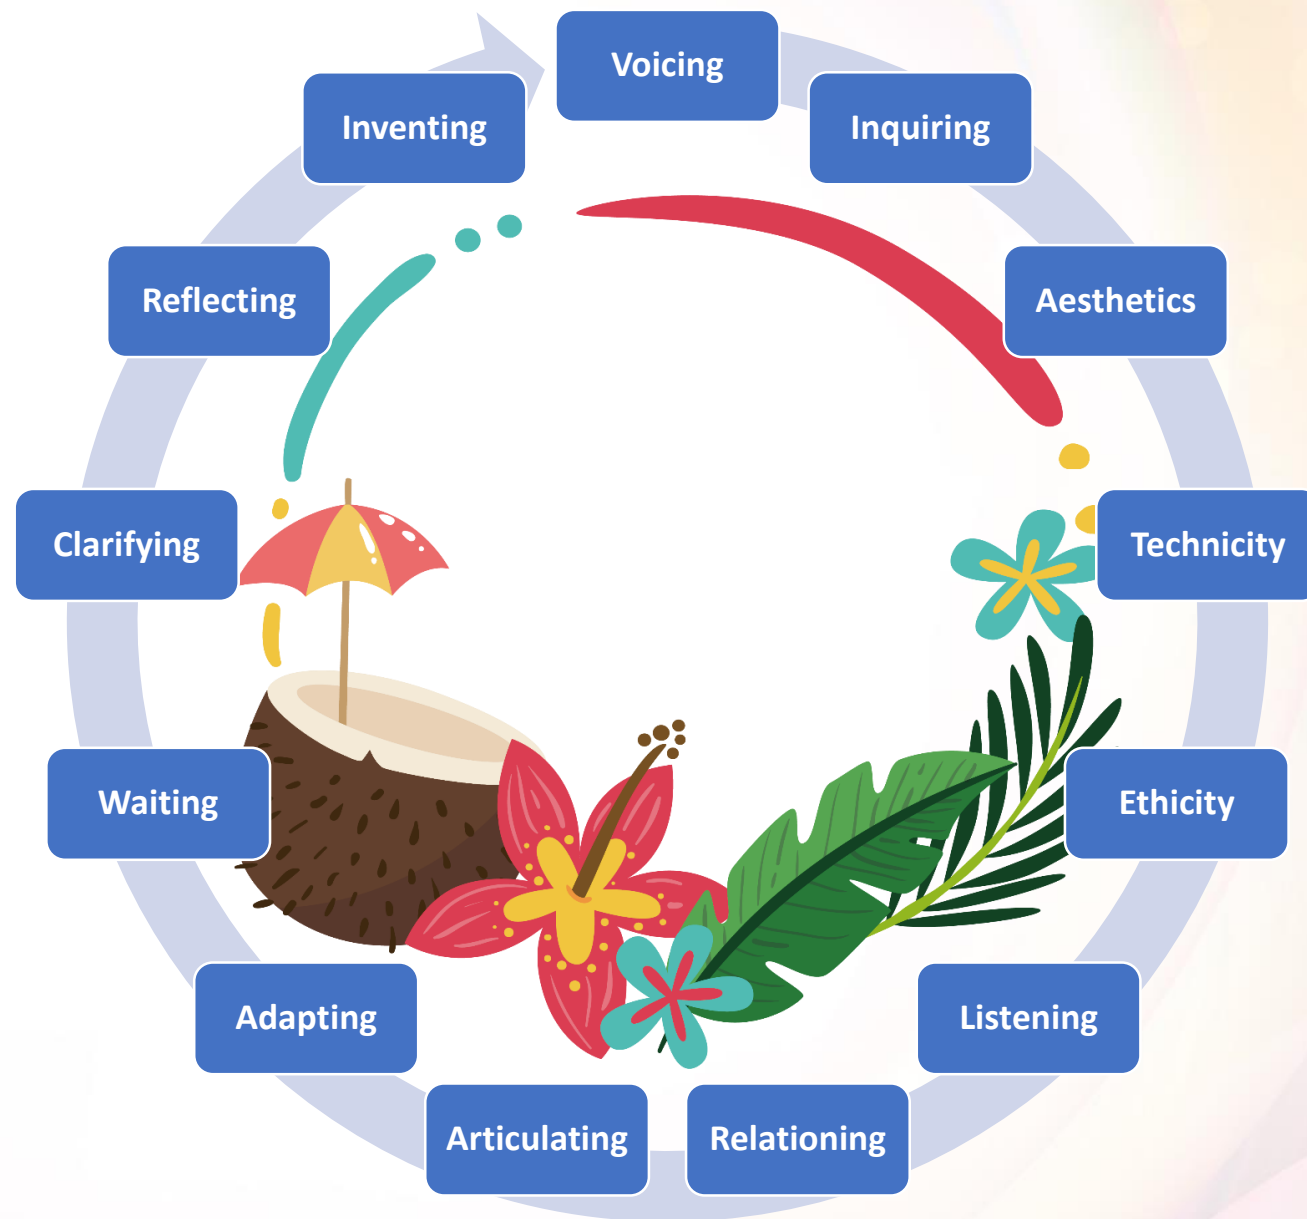 Voicing
Inquiring
Aesthetics
Technicity
Ethicity
Listening
Relationing
Articulating
Adapting
Waiting
Clarifying
Reflecting
Inventing